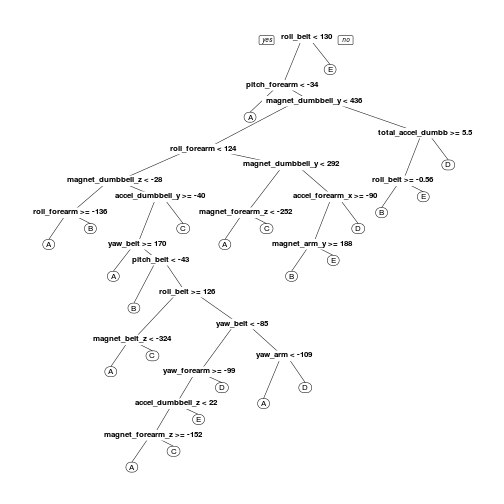 yes roll_belt < 130 no
E
pitch_forearm < -34
A magnet_dumbbell_y < 436
total_accel_dumbb >= 5.5
roll_forearm < 124
magnet_dumbbell_y < 292 D
magnet_dumbbell_z < -28 roll_belt >= -0.56
accel_dumbbell_y >= -40 accel_forearm_x >= -90 E
roll_forearm >= -136 magnet_forearm_z < -252 B
B C C D
A yaw_belt >= 170 A magnet_arm_y >= 188
pitch_belt < -43 E
A B
roll_belt >= 126
B
yaw_belt < -85
magnet_belt_z < -324
C yaw_arm < -109
A yaw_forearm >= -99
D D
accel_dumbbell_z < 22 A
E
magnet_forearm_z >= -152
C
A